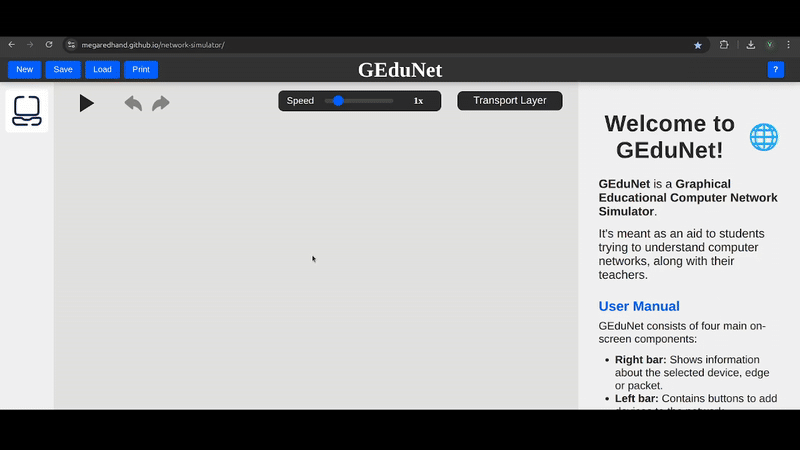 megaredhand.github.io/network-simulator/
New Save Load Print GEduNet ?
Speed 1x Transport Layer
Welcome to
GEduNet!
GEduNet is a Graphical
Educational Computer Network
Simulator.
It's meant as an aid to students
trying to understand computer
networks, along with their
teachers.
User Manual
GEduNet consists of four main on-
screen components:
• Right bar: Shows information
about the selected device, edge
or packet.
• Left bar: Contains buttons to add